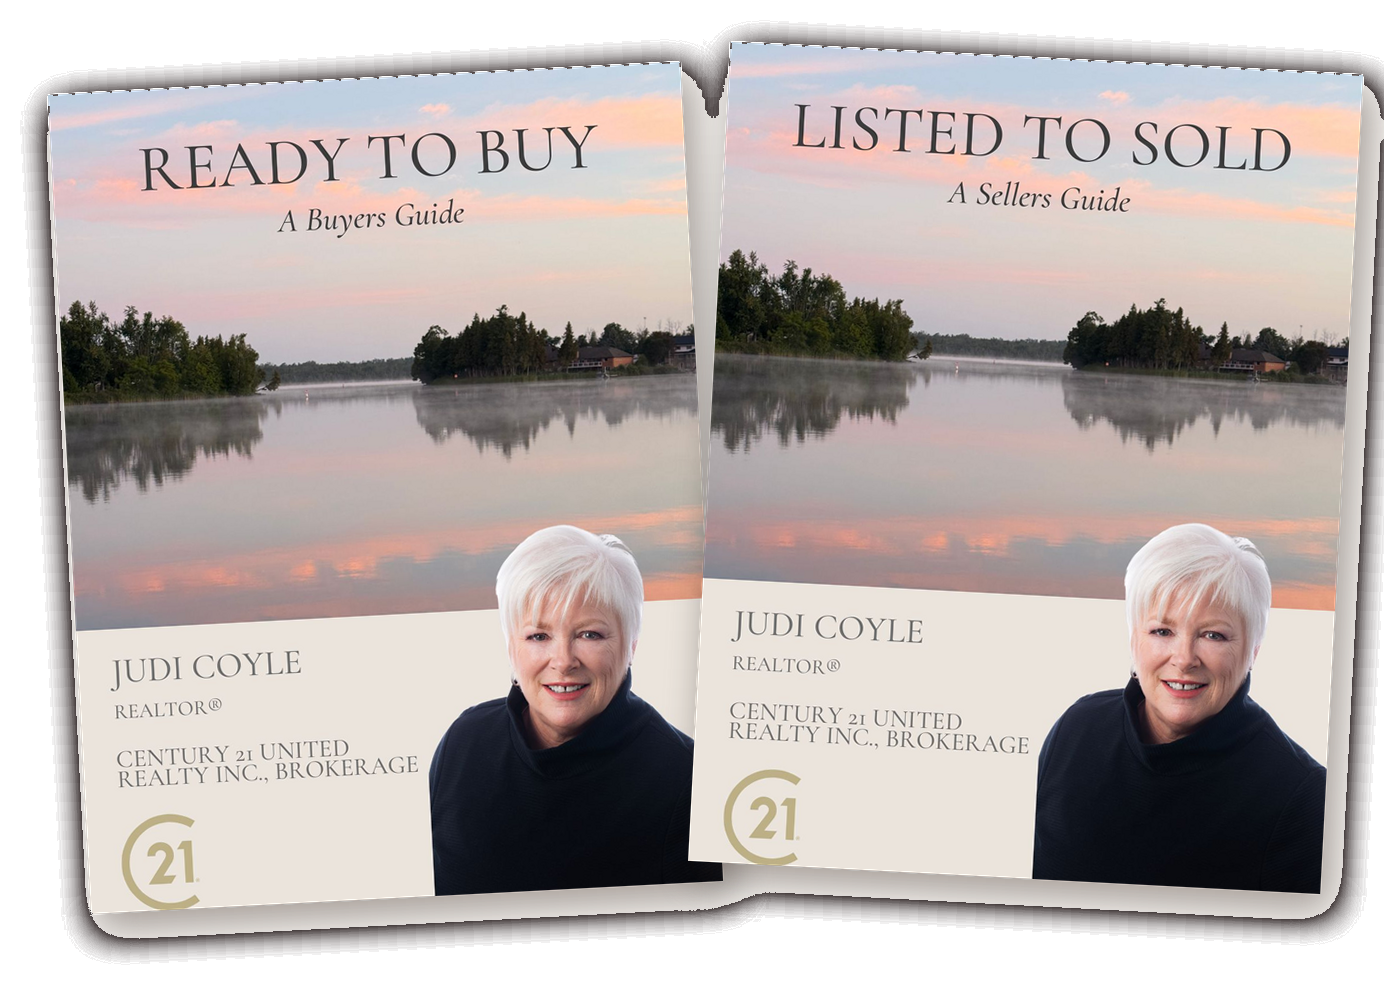 READY TO BUY
A Buyers Guide
JUDI COYLE
REALTOR®
CENTURY 21 UNITED
REALTY INC., BROKERAGE
21
LISTED TO SOLD
A Sellers Guide
JUDI COYLE
REALTOR®
CENTURY 21 UNITED
REALTY INC., BROKERAGE
21